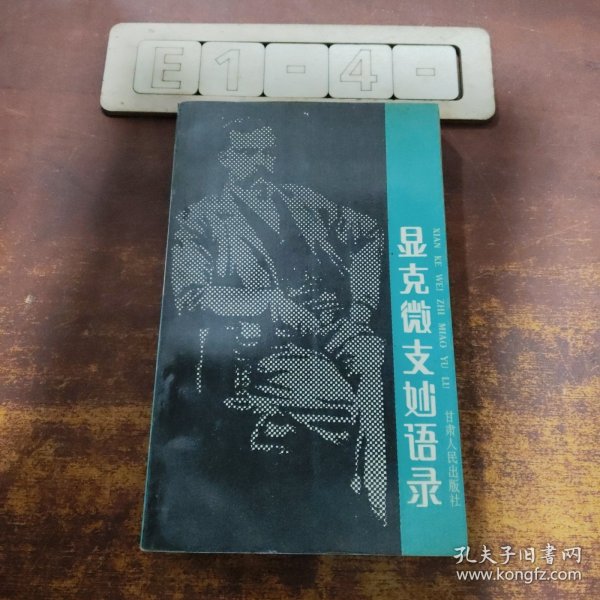 E1-4-
显克微支妙语录
XIAN KE WEI ZHI MIAO YU LU
甘肃人民出版社
孔夫子旧书网
www.kongfz.com